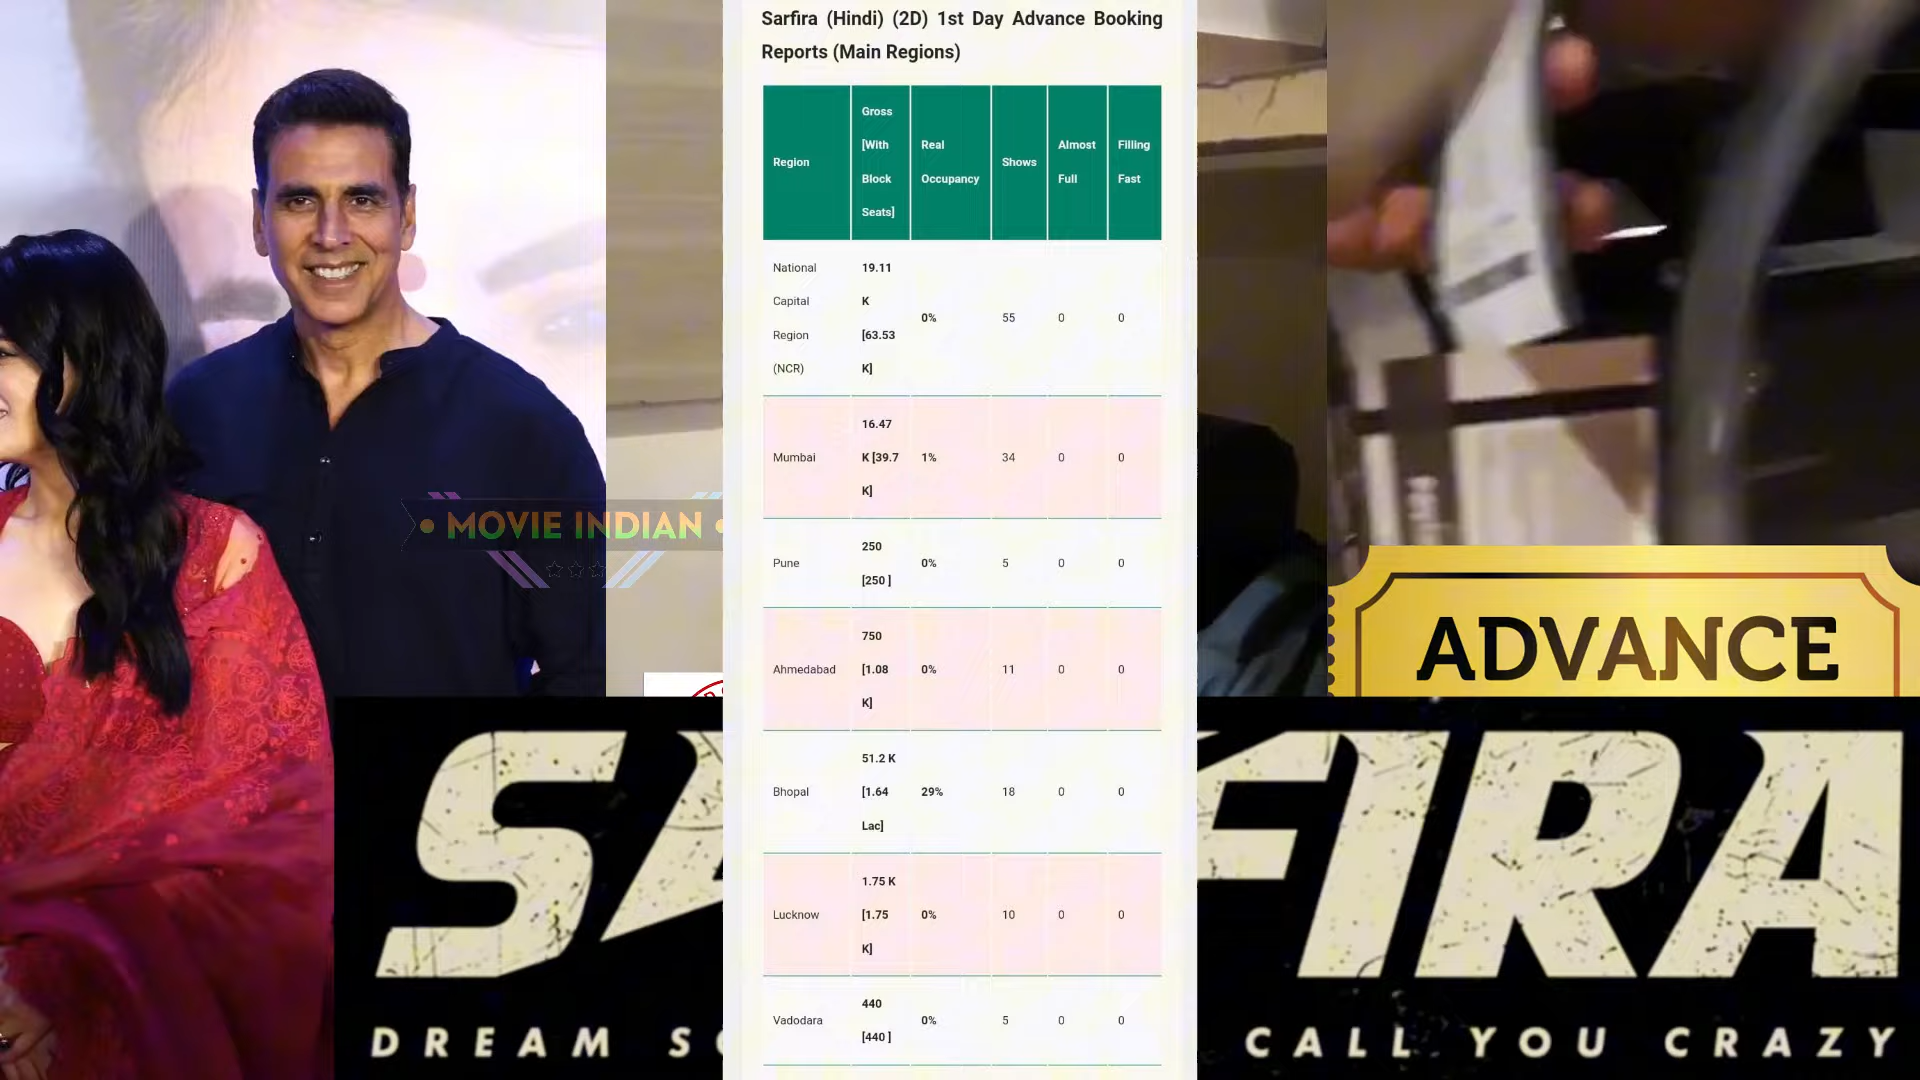 Sarfira (Hindi) (2D) 1st Day Advance Booking
Reports (Main Regions)
Region
Gross
[With
Block
Seats]
Real
Occupancy
Shows
Almost
Full
Filling
Fast
National
Capital
Region
(NCR)
19.11
K
[63.53
K]
0%
55
0
0
Mumbai
16.47
K [39.7
K]
1%
34
0
0
Pune
250
[250 ]
0%
5
0
0
Ahmedabad
750
[1.08
K]
0%
11
0
0
Bhopal
51.2 K
[1.64
Lac]
29%
18
0
0
Lucknow
1.75 K
[1.75
K]
0%
10
0
0
Vadodara
440
[440 ]
0%
5
0
0
MOVIE INDIAN
ADVANCE
SA FIRA
DREAM SO CALL YOU CRAZY